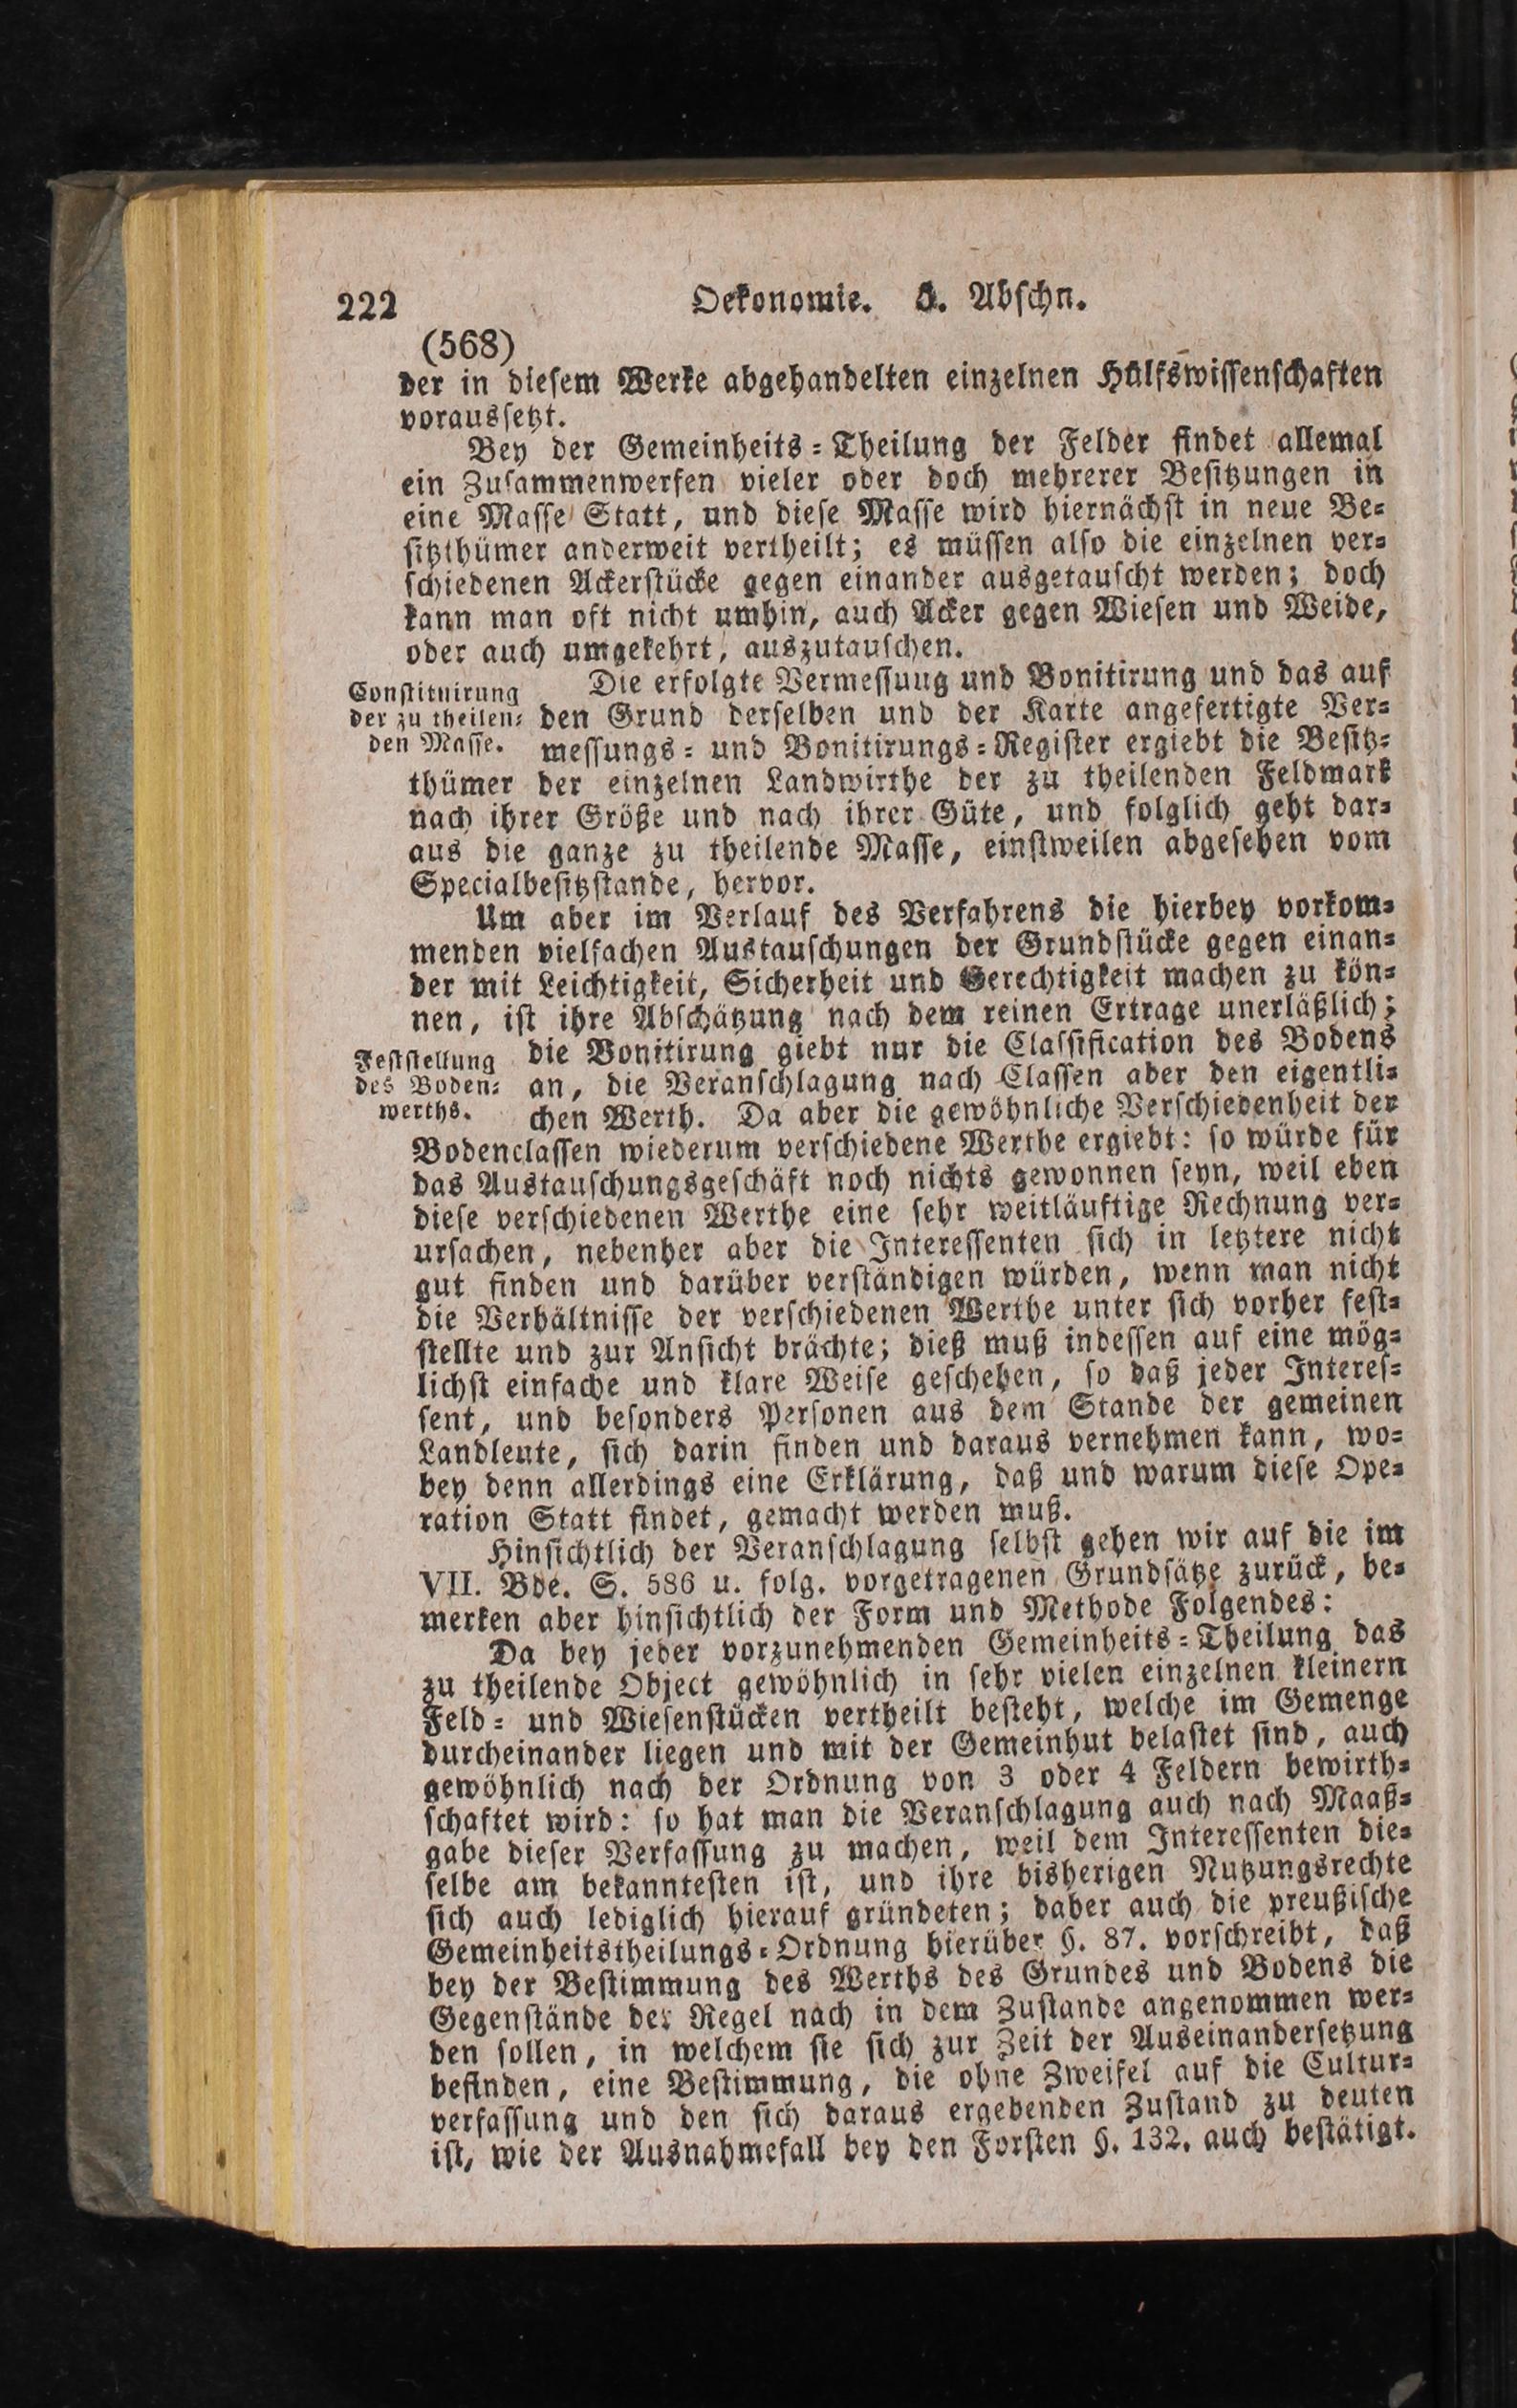 222 Oekonomie. 5. Abschn.
(568)
der in diesem Werke abgehandelten einzelnen Hülfswissenschaften
voraussetzt.
Bey der Gemeinheits-Theilung der Felder findet allemal
ein Zusammenwerfen vieler oder doch mehrerer Besitzungen in
eine Masse Statt, und diese Masse wird hiernächst in neue Be-
sitzthümer anderweit vertheilt; es müssen also die einzelnen ver-
schiedenen Ackerstücke gegen einander ausgetauscht werden; doch
kann man oft nicht umhin, auch Acker gegen Wiesen und Weide,
oder auch umgekehrt, auszutauschen.
Constituirung
der zu theilen-
den Masse.
Die erfolgte Vermessuug und Bonitirung und das auf
den Grund derselben und der Karte angefertigte Ver-
messungs- und Bonitirungs-Register ergiebt die Besitz-
thümer der einzelnen Landwirthe der zu theilenden Feldmark
nach ihrer Größe und nach ihrer Güte, und folglich geht dar-
aus die ganze zu theilende Masse, einstweilen abgesehen vom
Specialbesitzstande, hervor.
Um aber im Verlauf des Verfahrens die hierbey vorkom-
menden vielfachen Austauschungen der Grundstücke gegen einan-
der mit Leichtigkeit, Sicherheit und Gerechtigkeit machen zu kön-
nen, ist ihre Abschätzung nach dem reinen Ertrage unerläßlich;
Feststellung
des Boden-
werths.
die Bonitirung giebt nur die Classification des Bodens
an, die Veranschlagung nach Classen aber den eigentli-
chen Werth. Da aber die gewöhnliche Verschiedenheit der
Bodenclassen wiederum verschiedene Werthe ergiebt: so würde für
das Austauschungsgeschäft noch nichts gewonnen seyn, weil eben
diese verschiedenen Werthe eine sehr weitläuftige Rechnung ver-
ursachen, nebenher aber die Interessenten sich in letztere nicht
gut finden und darüber verständigen würden, wenn man nicht
die Verhältnisse der verschiedenen Werthe unter sich vorher fest-
stellte und zur Ansicht brächte; dieß muß indessen auf eine mög-
lichst einfache und klare Weise geschehen, so daß jeder Interes-
sent, und besonders Personen aus dem Stande der gemeinen
Landleute, sich darin finden und daraus vernehmen kann, wo-
bey denn allerdings eine Erklärung, daß und warum diese Ope-
ration Statt findet, gemacht werden muß.
Hinsichtlich der Veranschlagung selbst gehen wir auf die im
VII. Bde. S. 586 u. folg. vorgetragenen Grundsätze zurück, be-
merken aber hinsichtlich der Form und Methode Folgendes:
Da bey jeder vorzunehmenden Gemeinheits-Theilung das
zu theilende Object gewöhnlich in sehr vielen einzelnen kleinern
Feld- und Wiesenstücken vertheilt besteht, welche im Gemenge
durcheinander liegen und mit der Gemeinhut belastet sind, auch
gewöhnlich nach der Ordnung von 3 oder 4 Feldern bewirth-
schaftet wird: so hat man die Veranschlagung auch nach Maaß-
gabe dieser Verfassung zu machen, weil dem Interessenten die-
selbe am bekanntesten ist, und ihre bisherigen Nutzungsrechte
sich auch lediglich hierauf gründeten; daher auch die preußische
Gemeinheitstheilungs-Ordnung hierüber §. 87. vorschreibt, daß
bey der Bestimmung des Werths des Grundes und Bodens die
Gegenstände der Regel nach in dem Zustande angenommen wer-
den sollen, in welchem sie sich zur Zeit der Auseinandersetzung
befinden, eine Bestimmung, die ohne Zweifel auf die Cultur-
verfassung und den sich daraus ergebenden Zustand zu deuten
ist, wie der Ausnahmefall bey den Forsten §. 132. auch bestätigt.